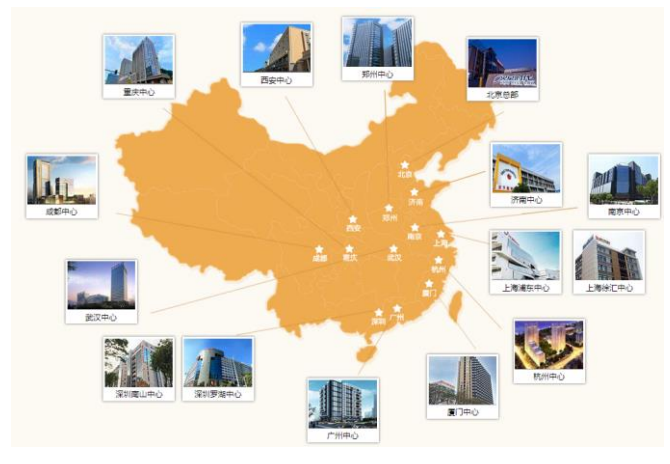 重庆中心
西安中心
郑州中心
北京总部
成都中心
济南中心
南京中心
北京
济南
郑州
西安
南京
上海
成都
重庆
武汉
杭州
厦门
深圳
广州
武汉中心
上海浦东中心
上海徐汇中心
深圳南山中心
深圳罗湖中心
杭州中心
厦门中心
广州中心